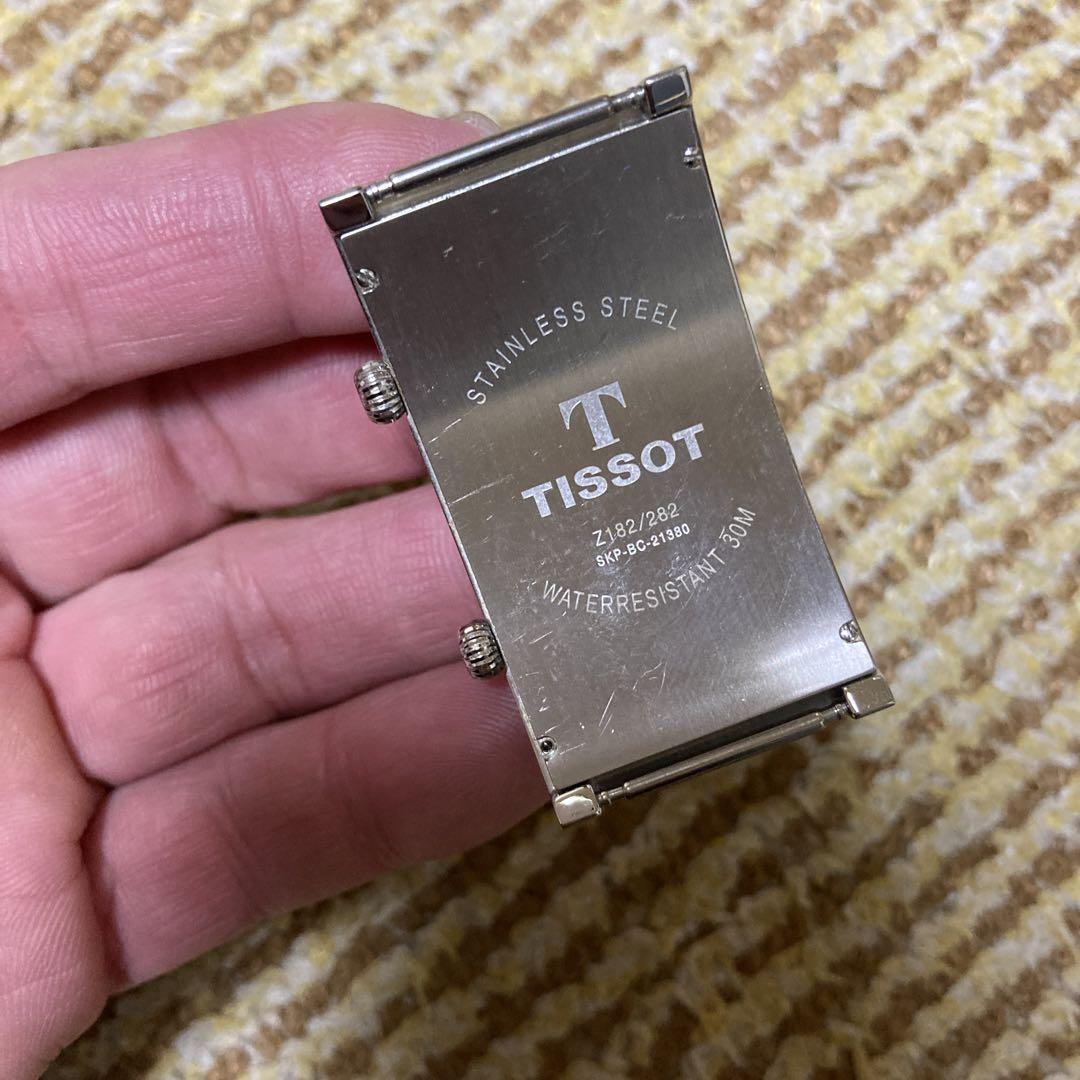 STAINLESS STEEL
T
TISSOT
Z182/282
SKP-BC-21380
WATERRESISTANT 30M